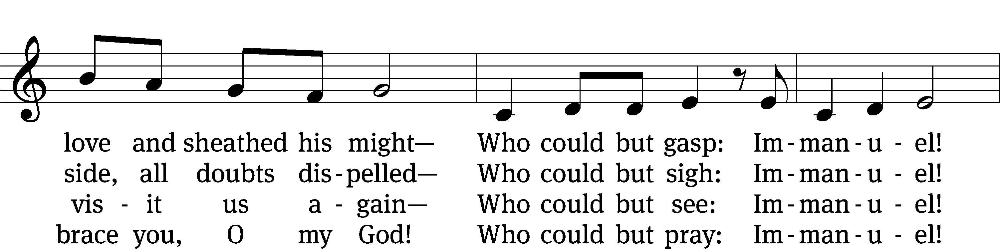 love and sheathed his might— Who could but gasp: Im - man - u - el!
side, all doubts dis - pelled— Who could but sigh: Im - man - u - el!
vis - it us a - gain— Who could but see: Im - man - u - el!
brace you, O my God! Who could but pray: Im - man - u - el!